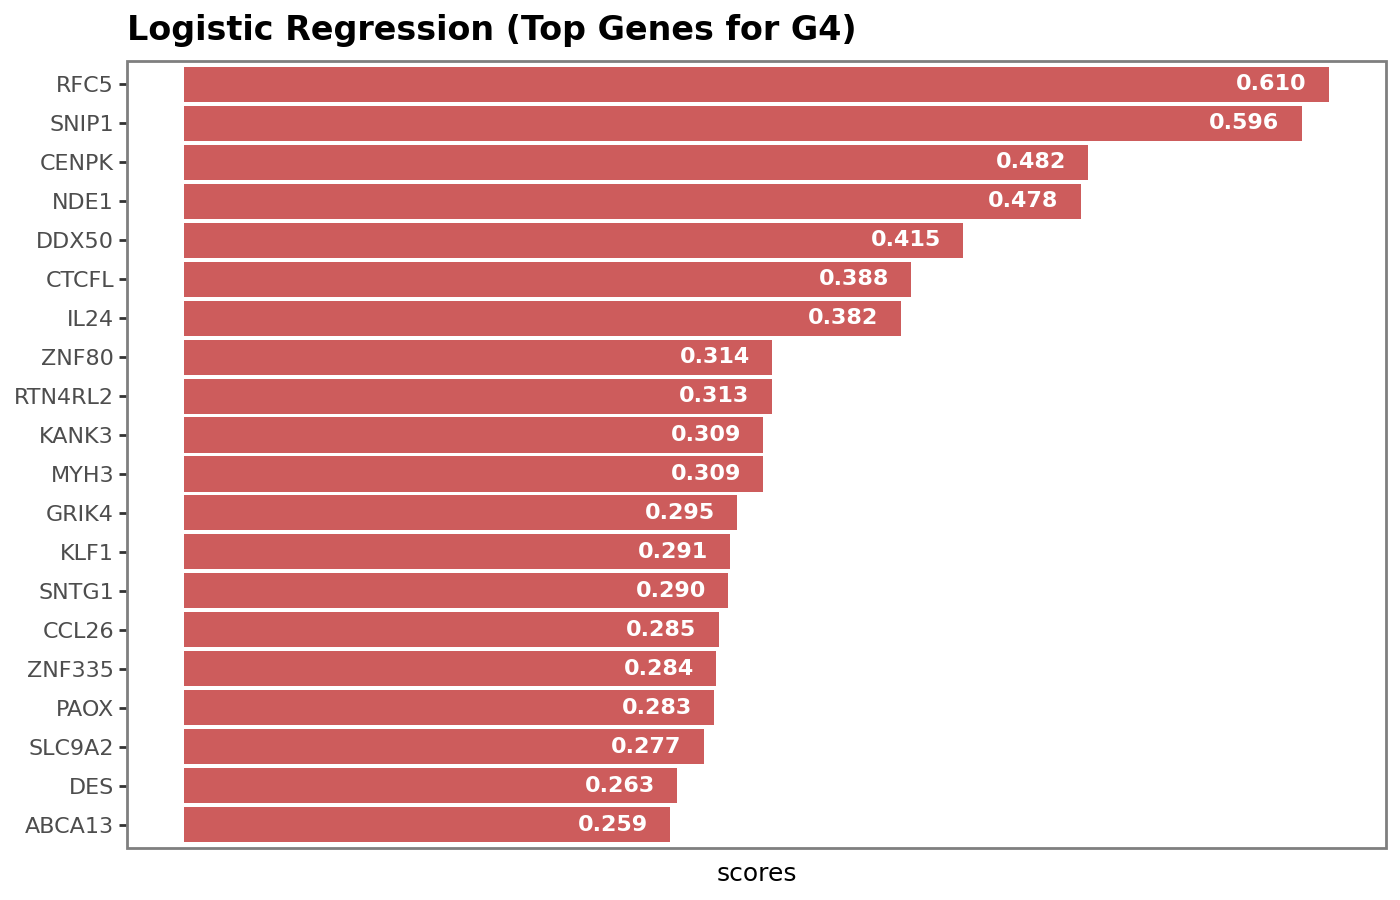 Logistic Regression (Top Genes for G4)
RFC5 0.610
SNIP1 0.596
CENPK 0.482
NDE1 0.478
DDX50 0.415
CTCFL 0.388
IL24 0.382
ZNF80 0.314
RTN4RL2 0.313
KANK3 0.309
MYH3 0.309
GRIK4 0.295
KLF1 0.291
SNTG1 0.290
CCL26 0.285
ZNF335 0.284
PAOX 0.283
SLC9A2 0.277
DES 0.263
ABCA13 0.259
scores